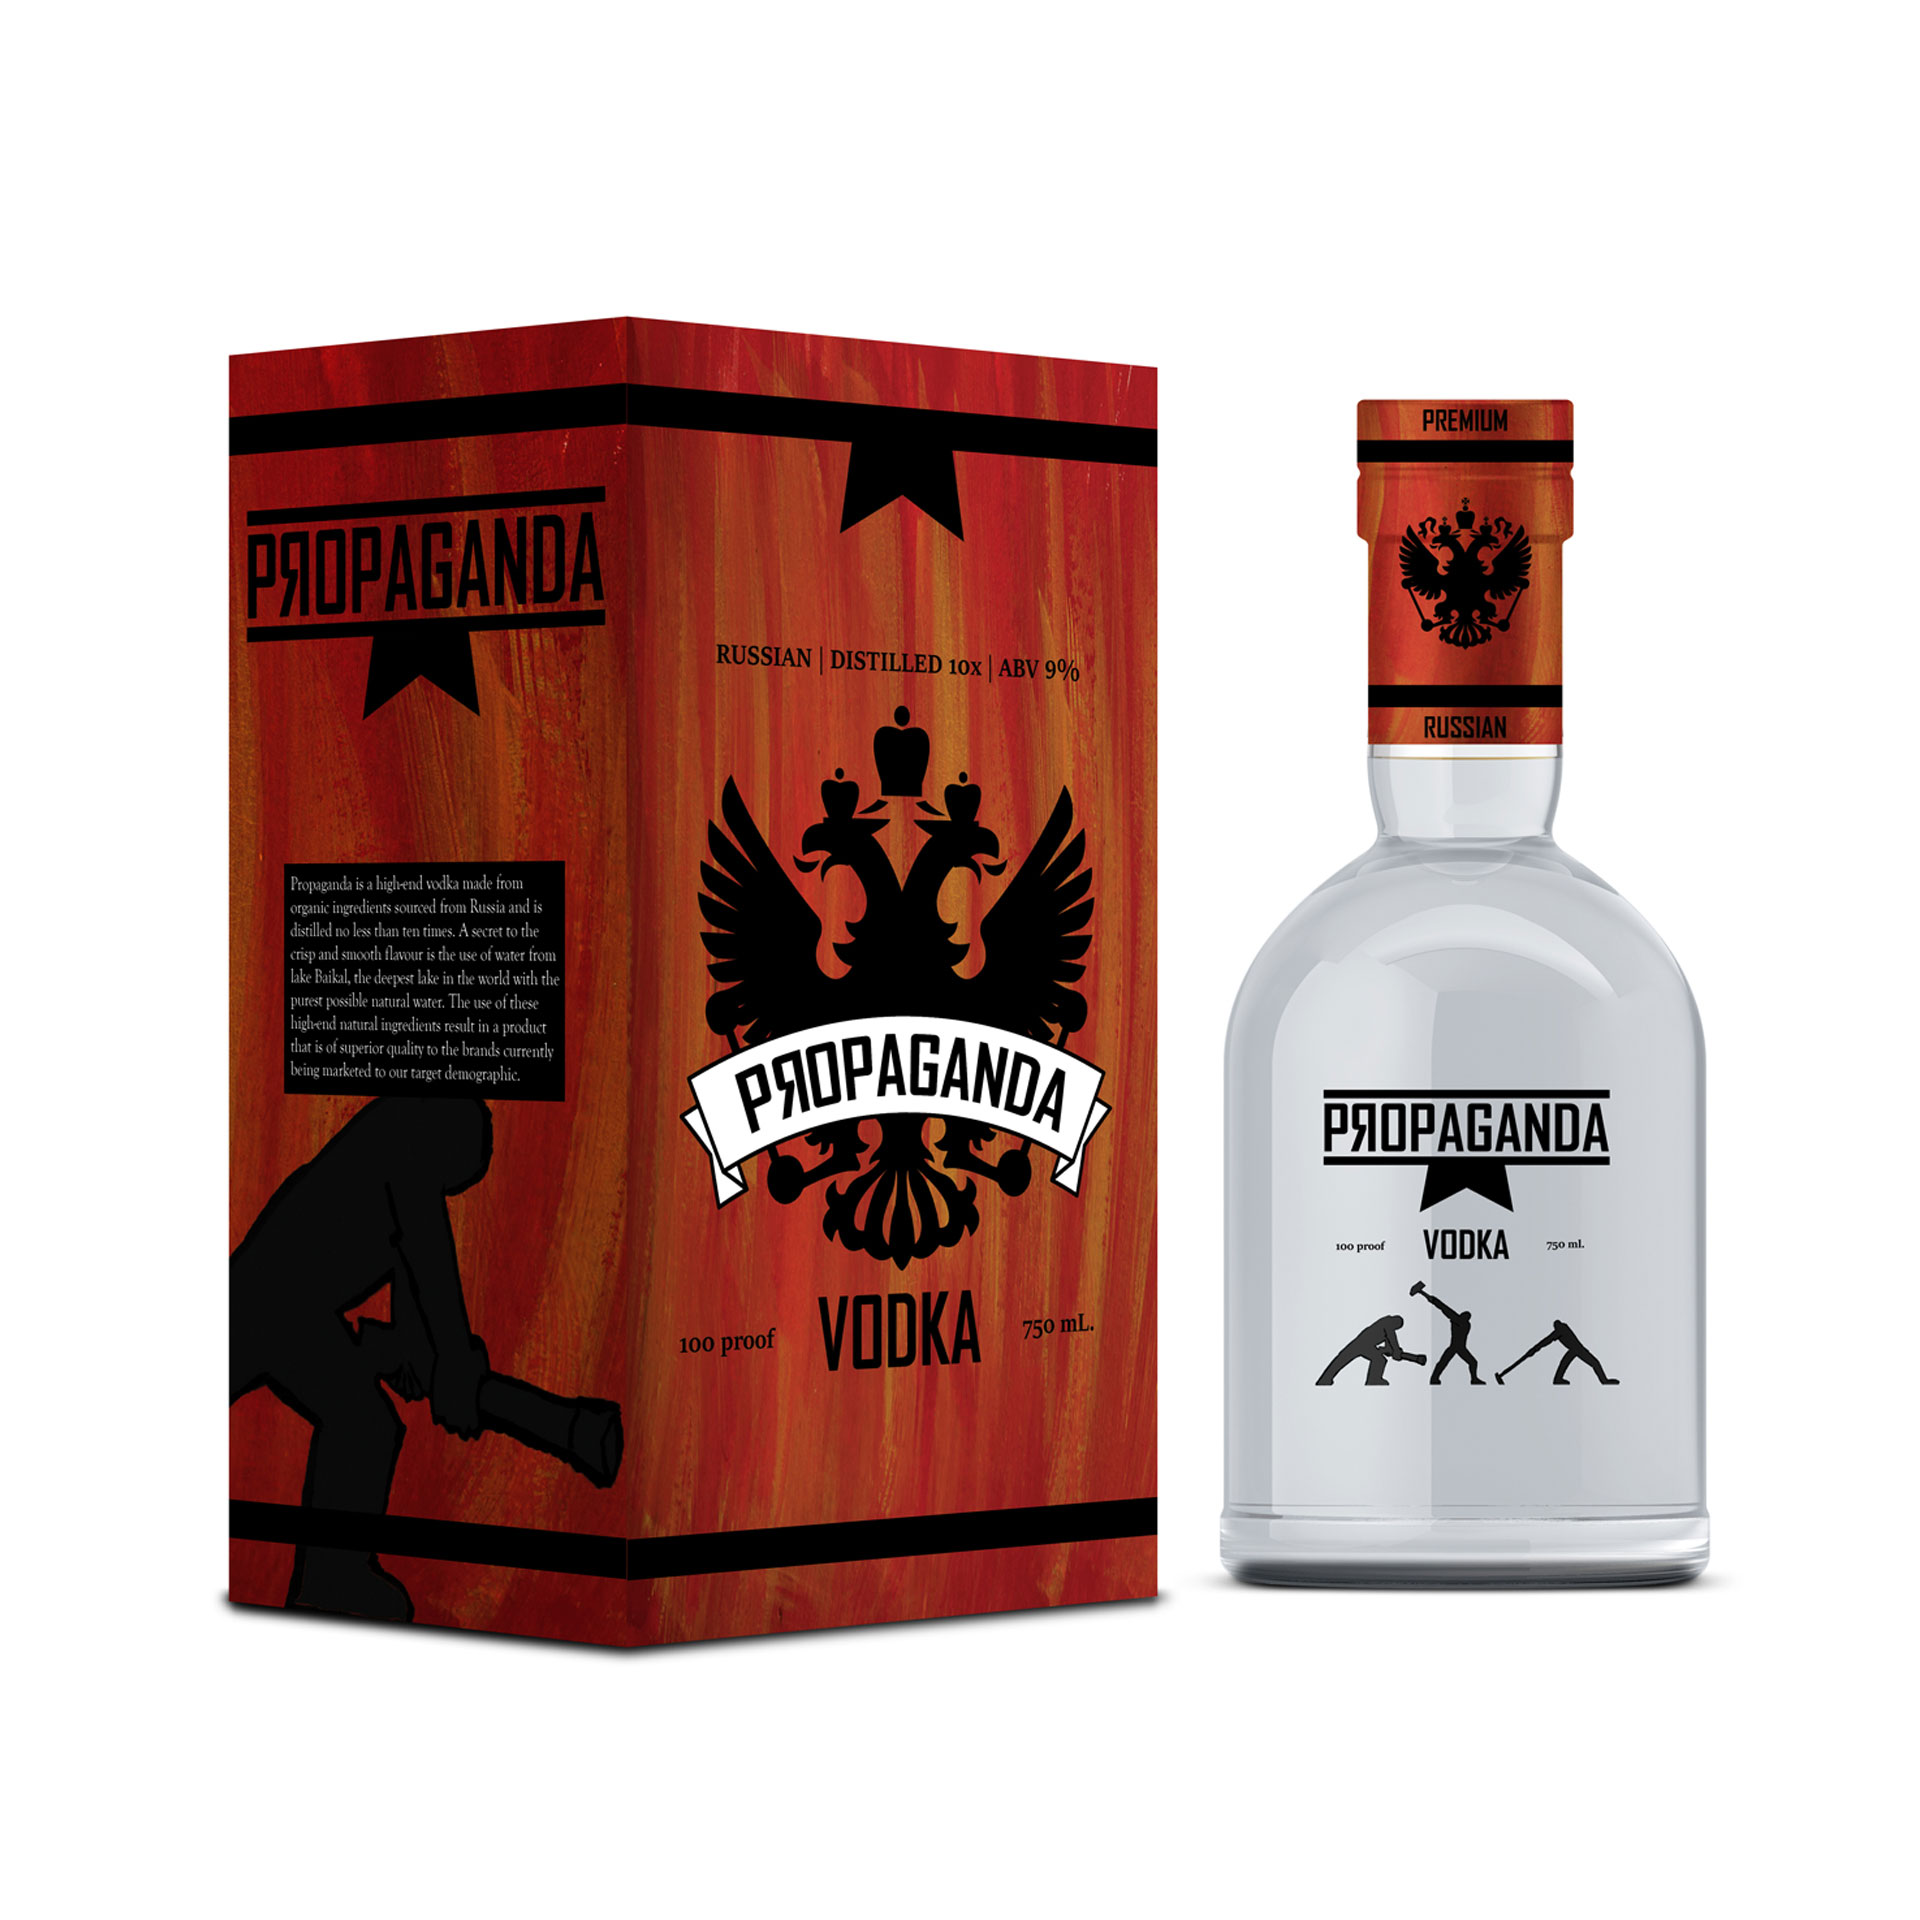 PЯOPAGANDA
Propaganda is a high-end vodka made from
organic ingredients sourced from Russia and is
distilled no less than ten times. A secret to the
crisp and smooth flavour is the use of water from
lake Baikal, the deepest lake in the world with the
purest possible natural water. The use of these
high-end natural ingredients result in a product
that is of superior quality to the brands currently
being marketed to our target demographic.
RUSSIAN | DISTILLED 10x | ABV 9%
PЯOPAGANDA
100 proof VODKA 750 mL.
PREMIUM
RUSSIAN
PЯOPAGANDA
100 proof VODKA 750 ml.